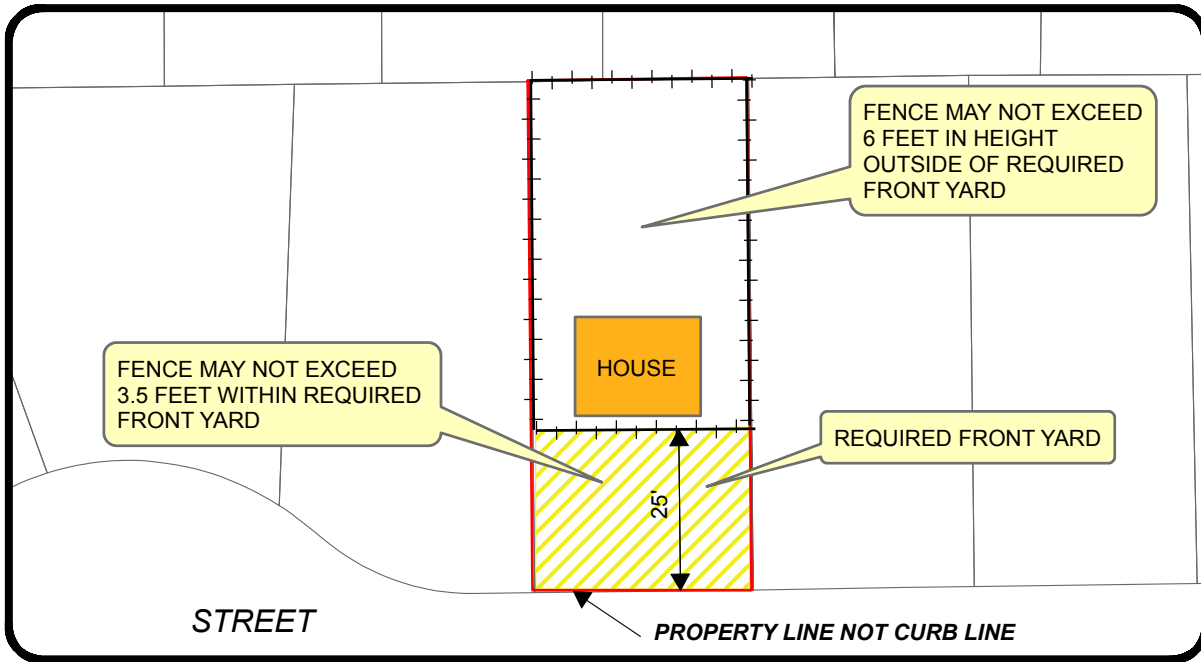 FENCE MAY NOT EXCEED
6 FEET IN HEIGHT
OUTSIDE OF REQUIRED
FRONT YARD
HOUSE
FENCE MAY NOT EXCEED
3.5 FEET WITHIN REQUIRED
FRONT YARD
REQUIRED FRONT YARD
25'
STREET
PROPERTY LINE NOT CURB LINE